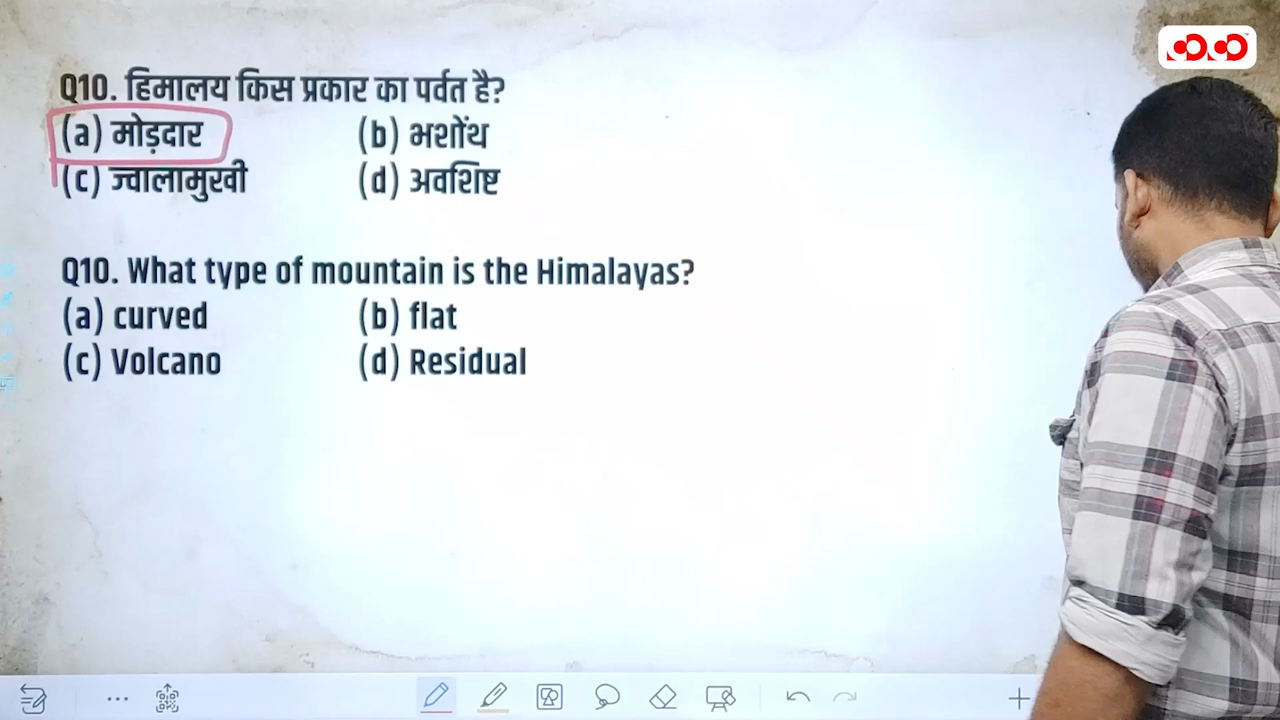 Q10. हिमालय किस प्रकार का पर्वत है?
(a) मोड़दार (b) भशोंथ
(c) ज्वालामुखी (d) अवशिष्ट
Q10. What type of mountain is the Himalayas?
(a) curved (b) flat
(c) Volcano (d) Residual